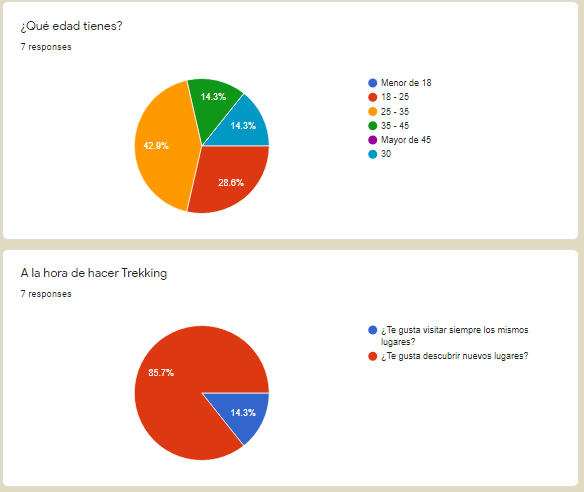 ¿Qué edad tienes?
7 responses
14.3%
14.3%
42.9%
28.6%
Menor de 18
18 - 25
25 - 35
35 - 45
Mayor de 45
30
A la hora de hacer Trekking
7 responses
85.7%
14.3%
¿Te gusta visitar siempre los mismos
lugares?
¿Te gusta descubrir nuevos lugares?